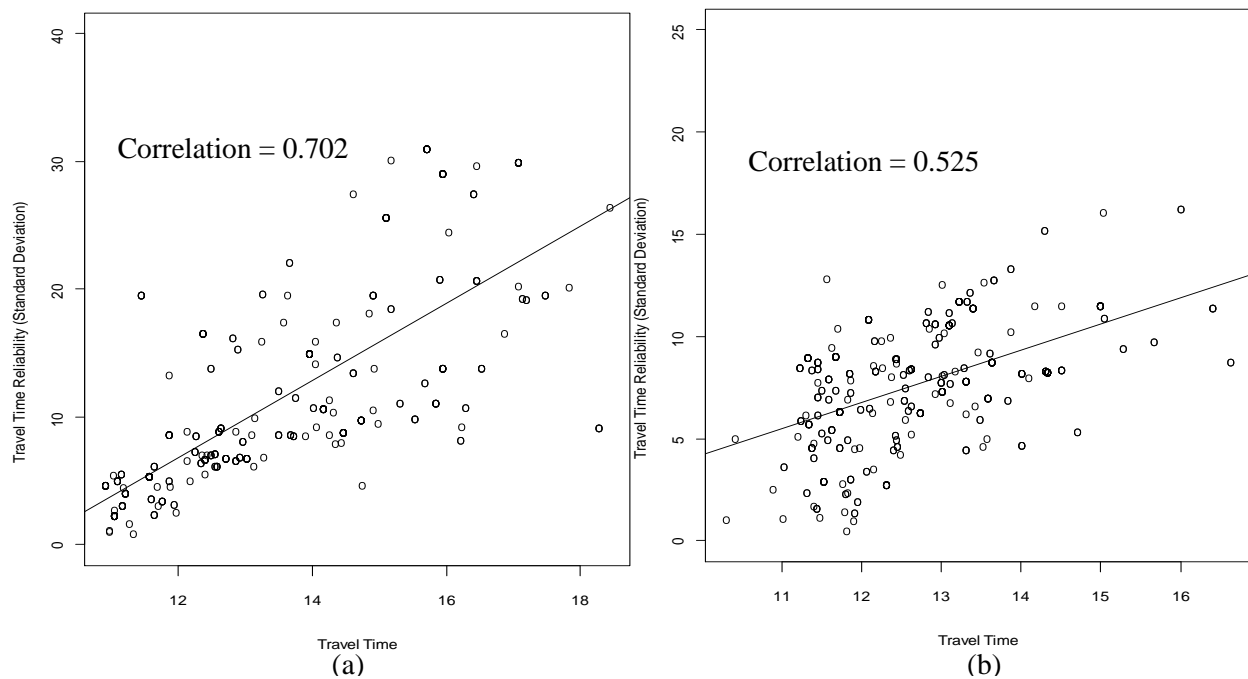 40
30
20
10
0
Travel Time Reliability (Standard Deviation)
Correlation = 0.702
12 14 16 18
Travel Time
(a)
25
20
15
10
5
0
Travel Time Reliability (Standard Deviation)
Correlation = 0.525
11 12 13 14 15 16
Travel Time
(b)